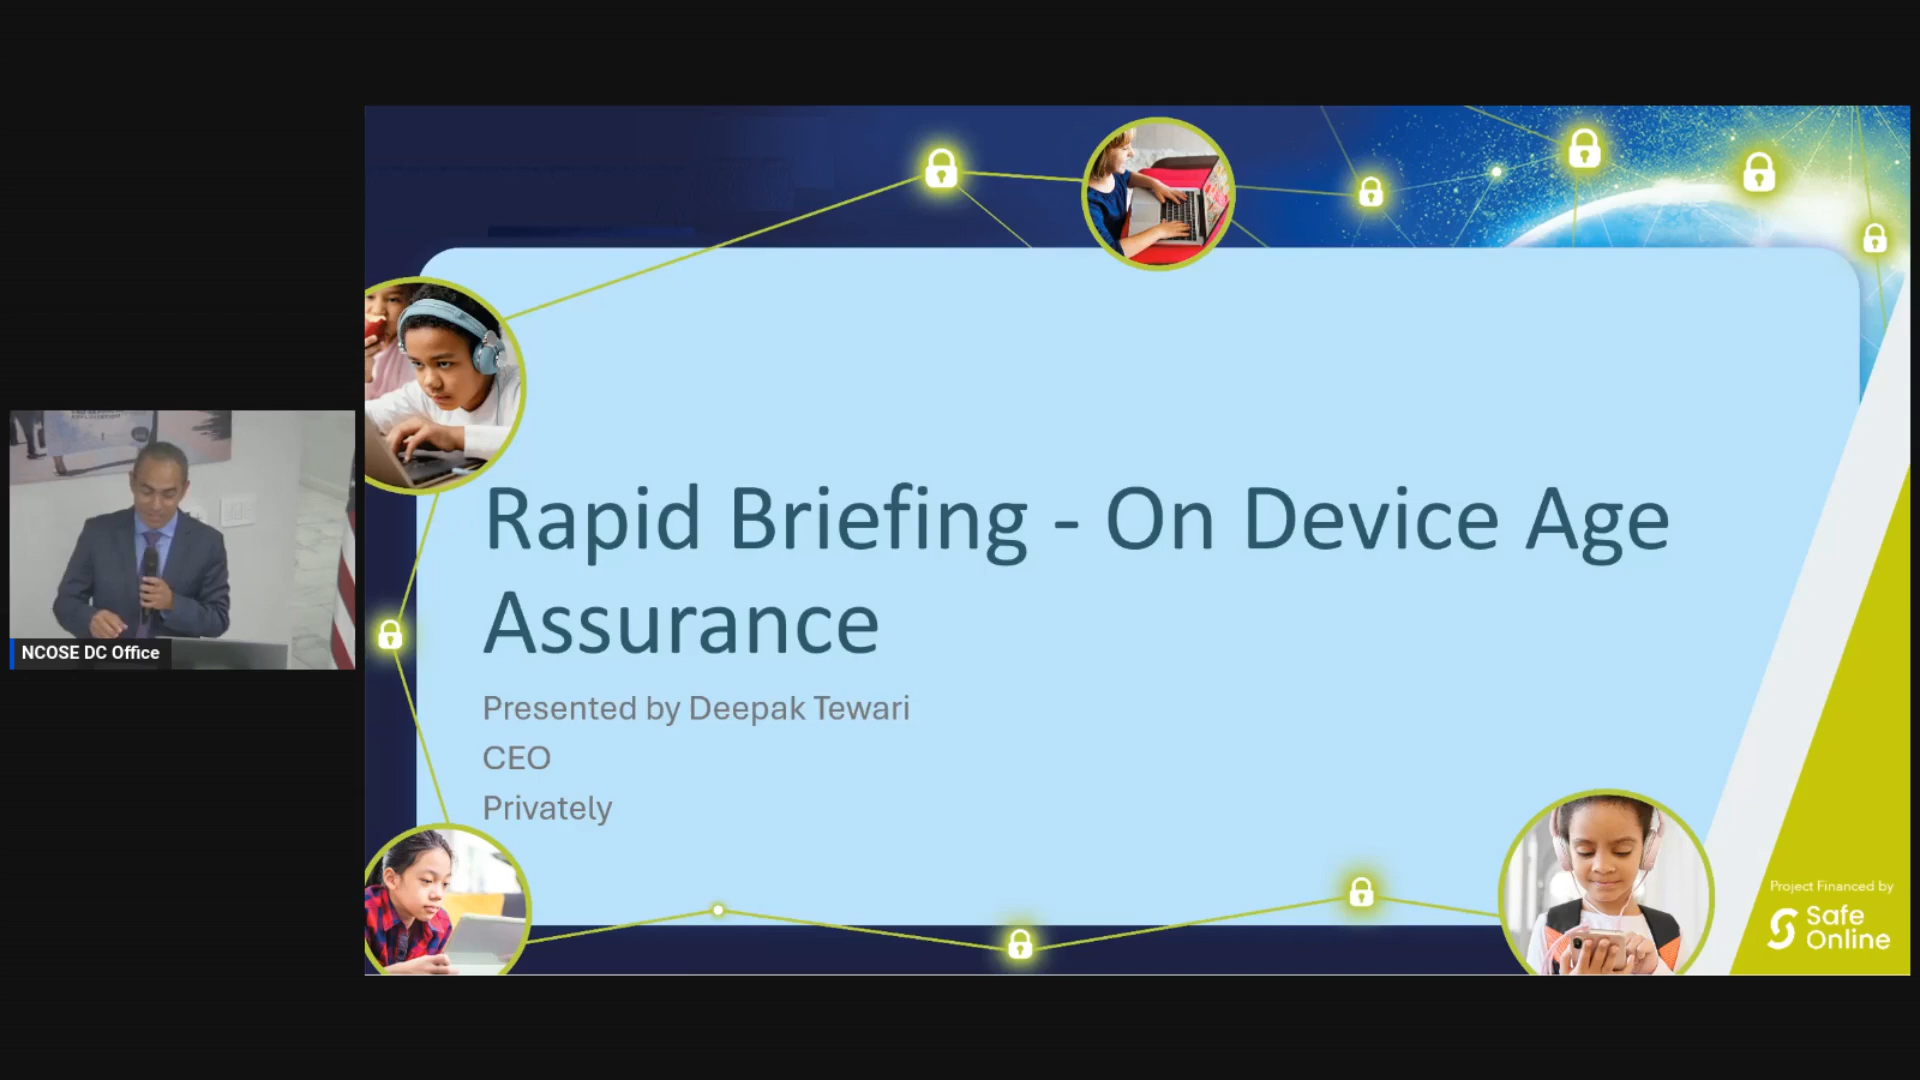 Rapid Briefing - On Device Age
Assurance
Presented by Deepak Tewari
CEO
Privately
NCOSE DC Office
Project Financed by
Safe
Online